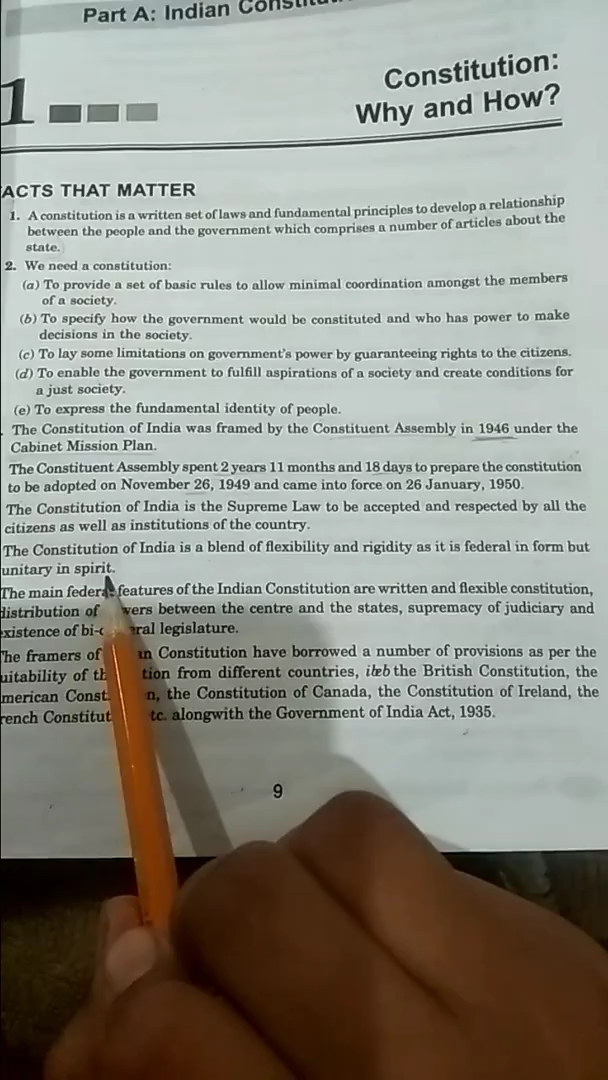 Part A: Indian
1
Constitution:
Why and How?
ACTS THAT MATTER
1. A constitution is a written set of laws and fundamental principles to develop a relationship
between the people and the government which comprises a number of articles about the
state.
2. We need a constitution:
(a) To provide a set of basic rules to allow minimal coordination amongst the members
of a society.
(b) To specify how the government would be constituted and who has power to make
decisions in the society.
(c) To lay some limitations on government's power by guaranteeing rights to the citizens.
(d) To enable the government to fulfill aspirations of a society and create conditions for
a just society.
(e) To express the fundamental identity of people.
The Constitution of India was framed by the Constituent Assembly in 1946 under the
Cabinet Mission Plan.
The Constituent Assembly spent 2 years 11 months and 18 days to prepare the constitution
to be adopted on November 26, 1949 and came into force on 26 January, 1950.
The Constitution of India is the Supreme Law to be accepted and respected by all the
citizens as well as institutions of the country.
The Constitution of India is a blend of flexibility and rigidity as it is federal in form but
unitary in spirit.
The main features of the Indian Constitution are written and flexible constitution,
distribution of between the centre and the states, supremacy of judiciary and
existence of legislature.
The framers of Constitution have borrowed a number of provisions as per the
uitability of from different countries, the British Constitution, the
merican the Constitution of Canada, the Constitution of Ireland, the
rench alongwith the Government of India Act, 1935.
9